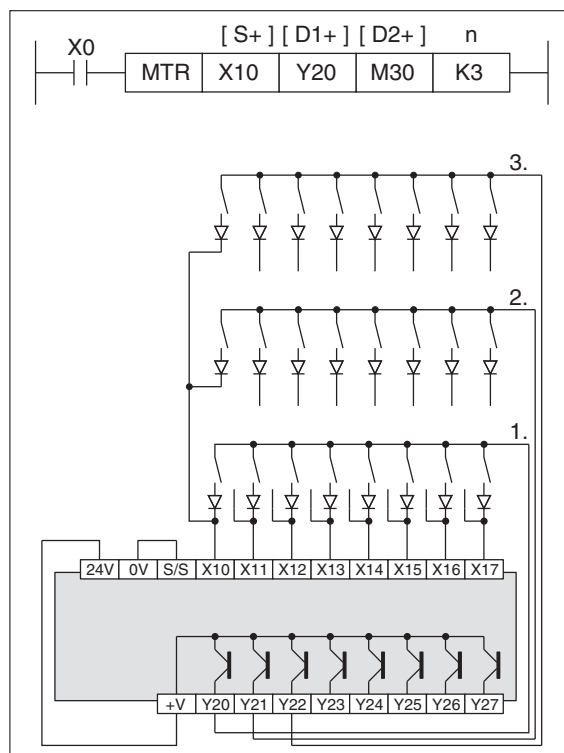 [ S+ ] [ D1+ ] [ D2+ ] n
X0
MTR X10 Y20 M30 K3
3.
2.
1.
24V 0V S/S X10 X11 X12 X13 X14 X15 X16 X17
+V Y20 Y21 Y22 Y23 Y24 Y25 Y26 Y27